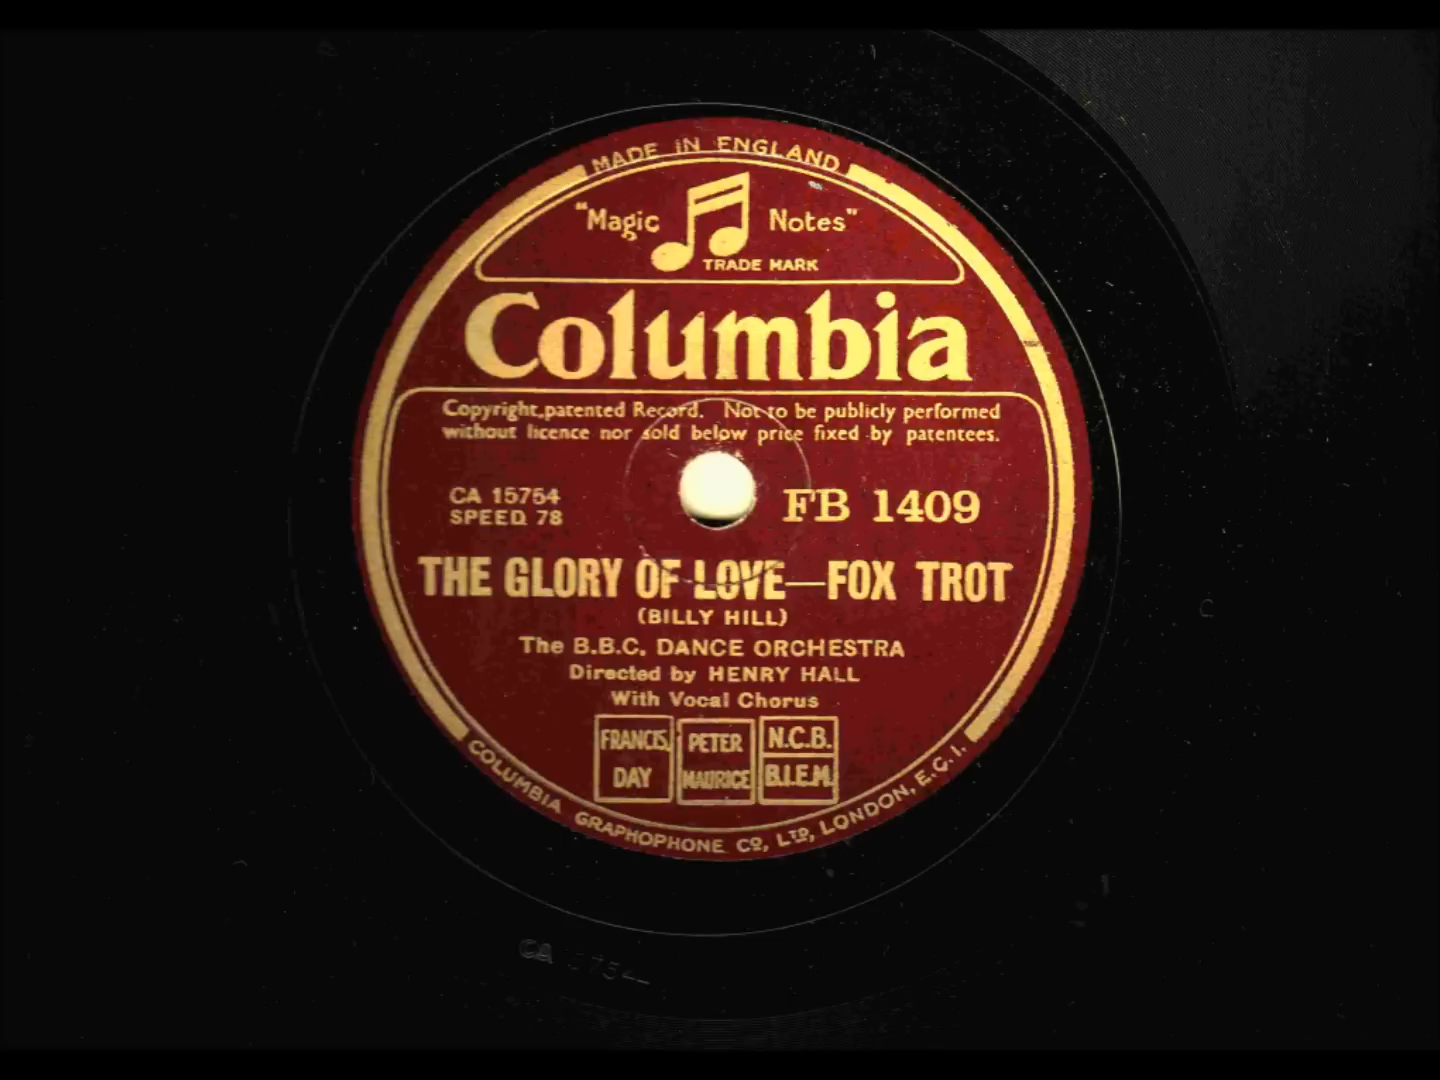 MADE IN ENGLAND
"Magic Notes"
TRADE MARK
Columbia
Copyright, patented Record. Not to be publicly performed
without licence nor sold below price fixed by patentees.
CA 15754
SPEED 78
FB 1409
THE GLORY OF LOVE—FOX TROT
(BILLY HILL)
The B.B.C. DANCE ORCHESTRA
Directed by HENRY HALL
With Vocal Chorus
FRANCIS, DAY
PETER MAURICE
N.C.B.
B.I.E.M.
COLUMBIA GRAPHOPHONE CO, LTD, LONDON, E.C.1.
CA